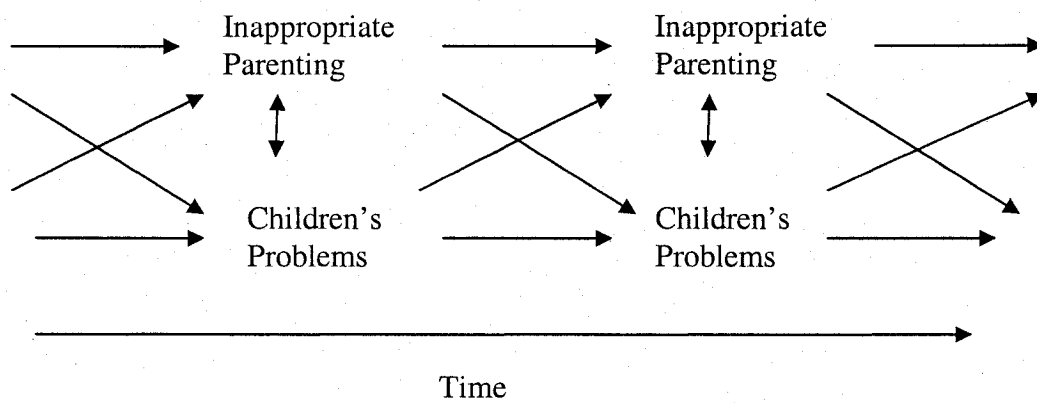 Inappropriate
Parenting
Inappropriate
Parenting
Children's
Problems
Children's
Problems
Time